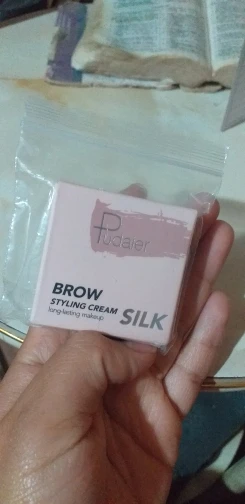 Pudaier
BROW
STYLING CREAM
long-lasting makeup
SILK